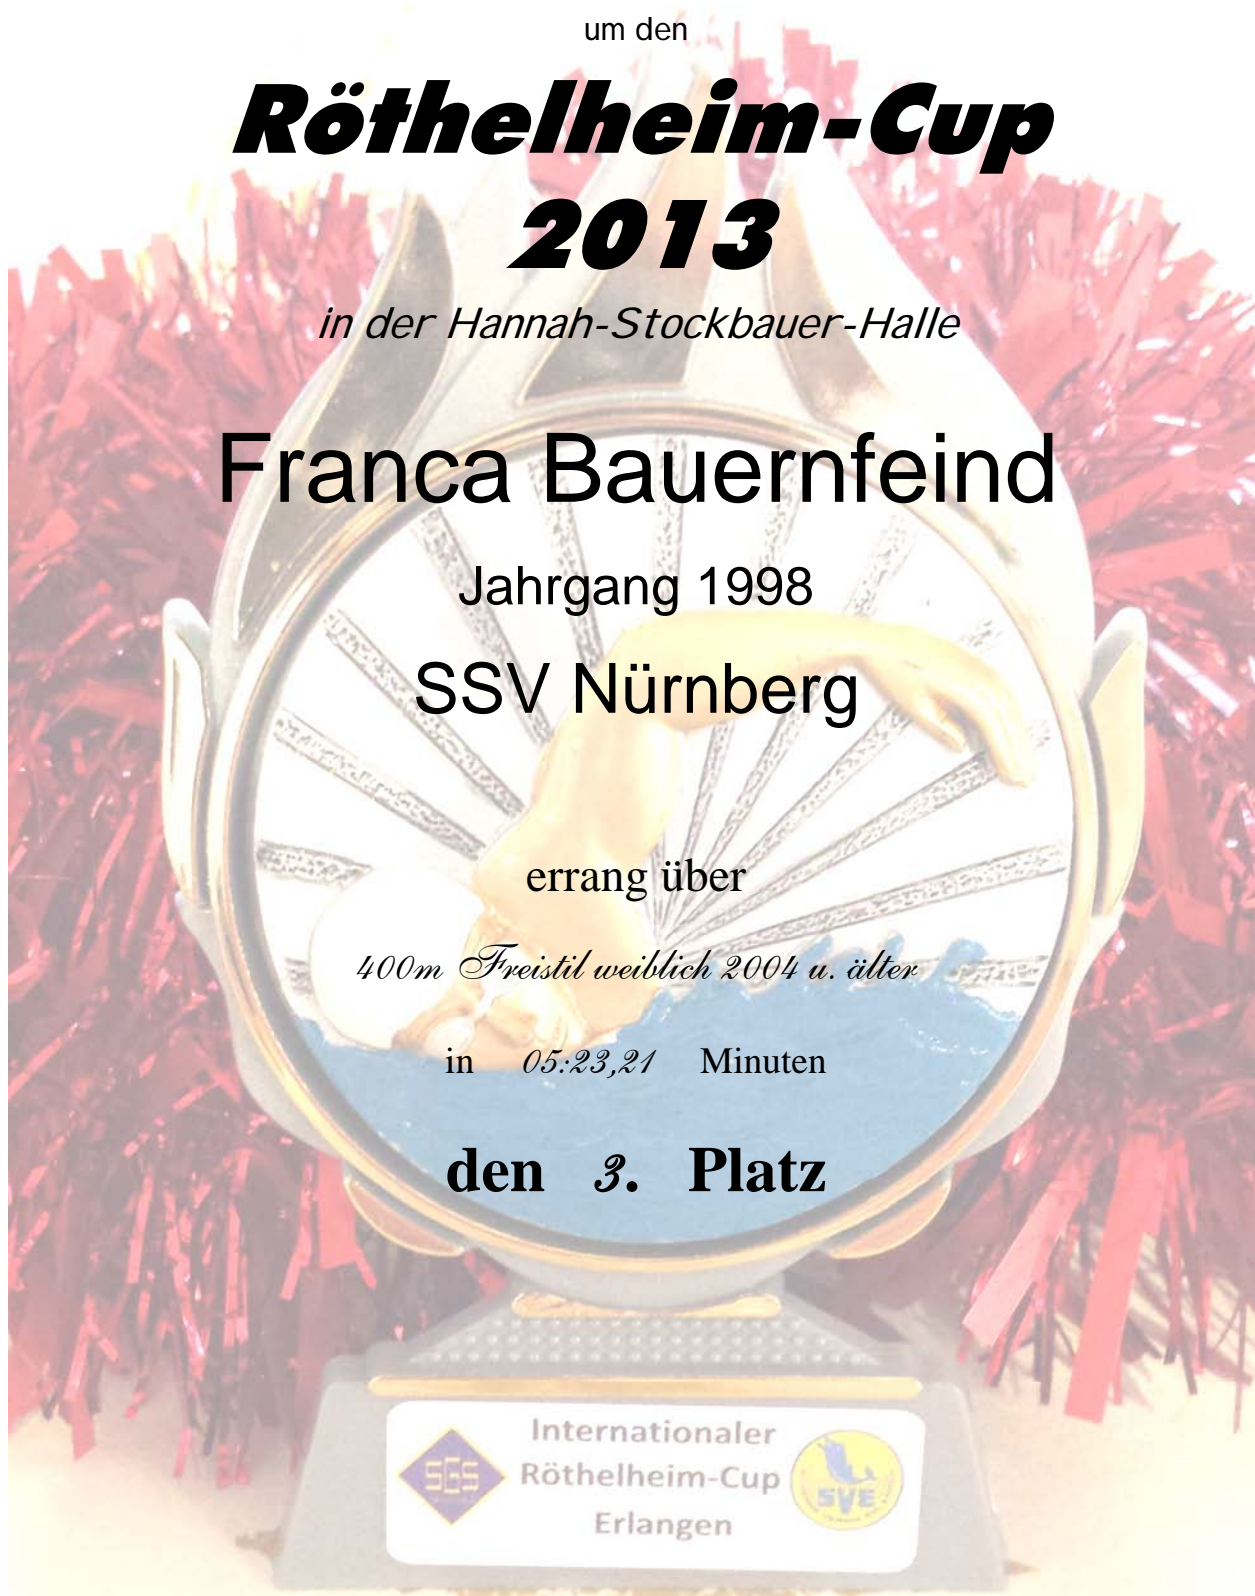 um den
Röthelheim-Cup
2013
in der Hannah-Stockbauer-Halle
Franca Bauernfeind
Jahrgang 1998
SSV Nürnberg
errang über
400m Freistil weiblich 2004 u. älter
in 05:23,21 Minuten
den 3. Platz
Internationaler
SGS Röthelheim-Cup SVE
Erlangen